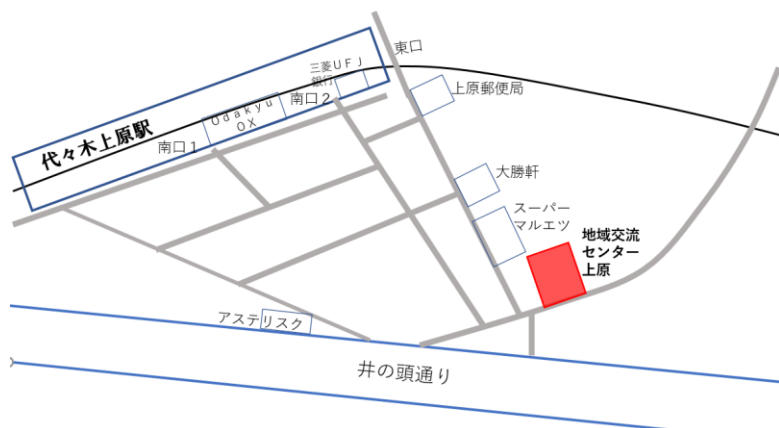 東口
三菱ＵＦＪ
銀行
上原郵便局
南口２
Ｏｄａｋｙｕ
ＯＸ
代々木上原駅
南口１
大勝軒
スーパー
マルエツ
地域交流
センター
上原
アステリスク
井の頭通り